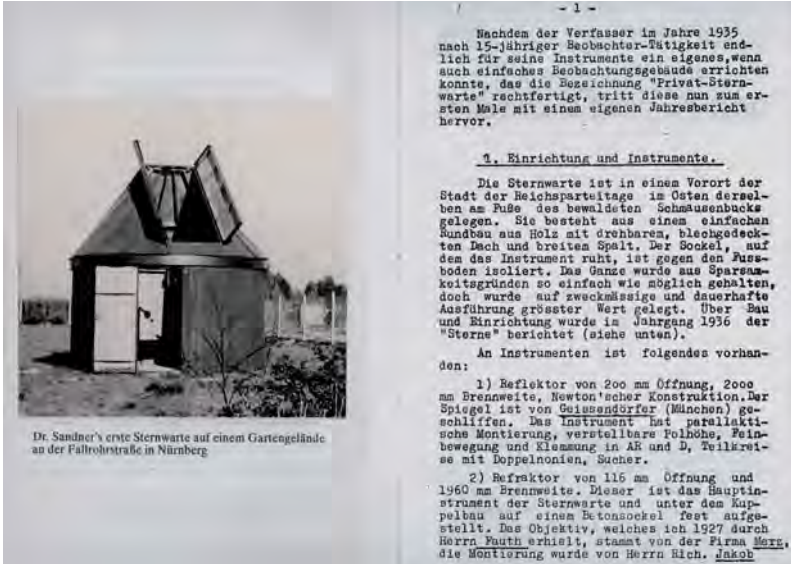 Dr. Sandner's erste Sternwarte auf einem Gartengelände
an der Fallrohrstraße in Nürnberg
- 1 -
Nachdem der Verfasser im Jahre 1935
nach 15-jähriger Beobachter-Tätigkeit end-
lich für seine Instrumente ein eigenes,wenn
auch einfaches Beobachtungsgebäude errichten
konnte, das die Bezeichnung "Privat-Stern-
warte" rechtfertigt, tritt diese nun zum er-
sten Male mit einem eigenen Jahresbericht
hervor.
1. Einrichtung und Instrumente.
Die Sternwarte ist in einem Vorort der
Stadt der Reichsparteitage im Osten dersel-
ben am Fuße des bewaldeten Schmausenbucks
gelegen. Sie besteht aus einem einfachen
Rundbau aus Holz mit drehbarem, blechgedeck-
ten Dach und breitem Spalt. Der Sockel, auf
dem das Instrument ruht, ist gegen den Fuss-
boden isoliert. Das Ganze wurde aus Sparsam-
keitsgründen so einfach wie möglich gehalten,
doch wurde auf zweckmässige und dauerhafte
Ausführung grösster Wert gelegt. Über Bau
und Einrichtung wurde im Jahrgang 1936 der
"Sterne" berichtet (siehe unten).
An Instrumenten ist folgendes vorhan-
den:
1) Reflektor von 200 mm Öffnung, 2000
mm Brennweite, Newton'scher Konstruktion.Der
Spiegel ist von Geissendörfer (München) ge-
schliffen. Das Instrument hat parallakti-
sche Montierung, verstellbare Polhöhe, Fein-
bewegung und Klemmung in AR und D, Teilkrei-
se mit Doppelnonien, Sucher.
2) Refraktor von 116 mm Öffnung und
1960 mm Brennweite. Dieser ist das Hauptin-
strument der Sternwarte und unter dem Kup-
pelbau auf einem Betonsockel fest aufge-
stellt. Das Objektiv, welches ich 1927 durch
Herrn Fauth erhielt, stammt von der Firma Merz,
die Montierung wurde von Herrn Rich. Jakob